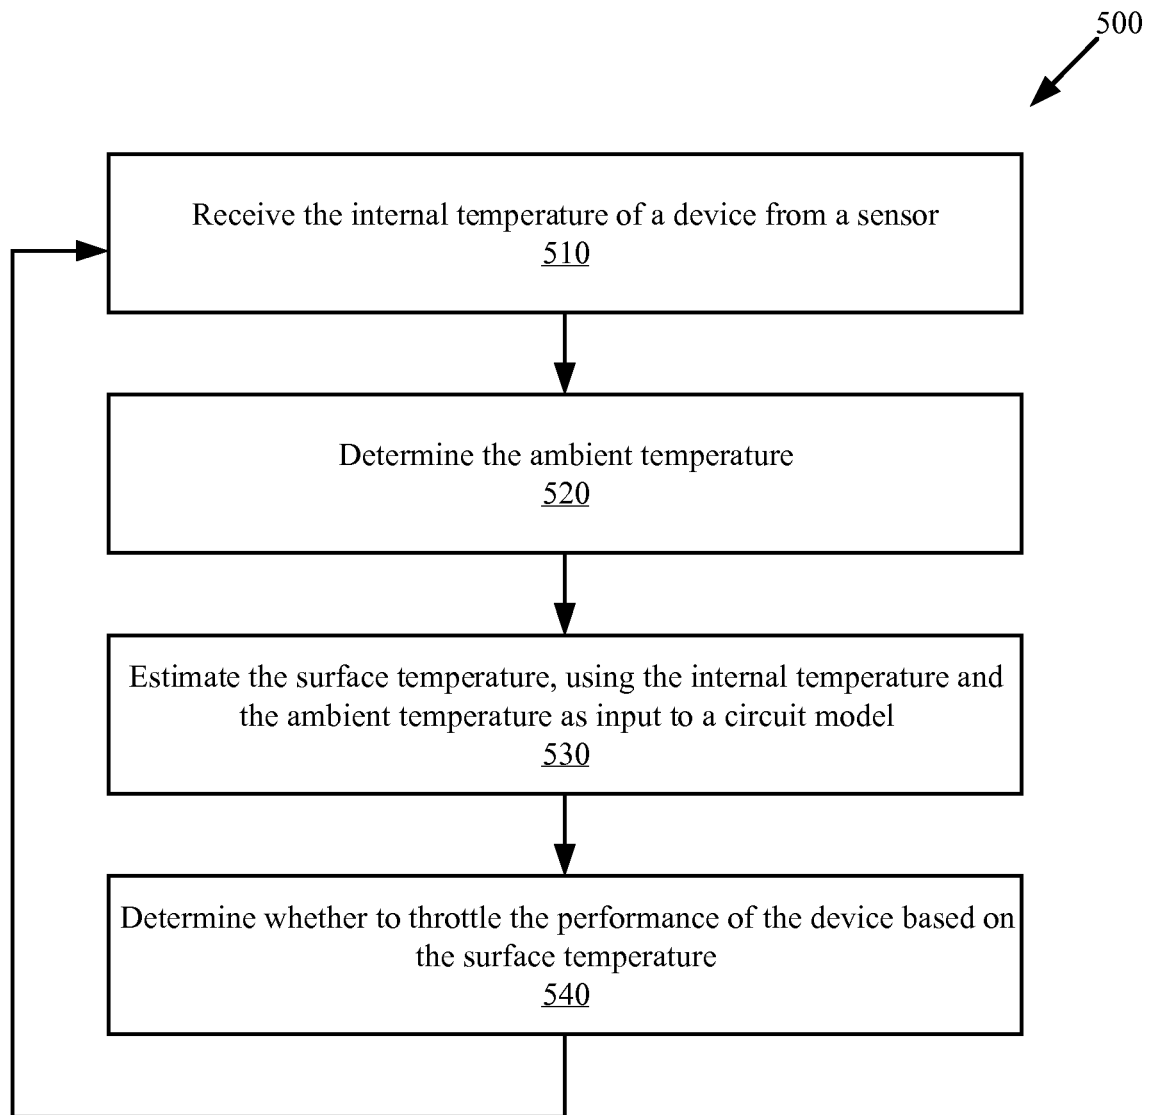 500
Receive the internal temperature of a device from a sensor
510
Determine the ambient temperature
520
Estimate the surface temperature, using the internal temperature and
the ambient temperature as input to a circuit model
530
Determine whether to throttle the performance of the device based on
the surface temperature
540